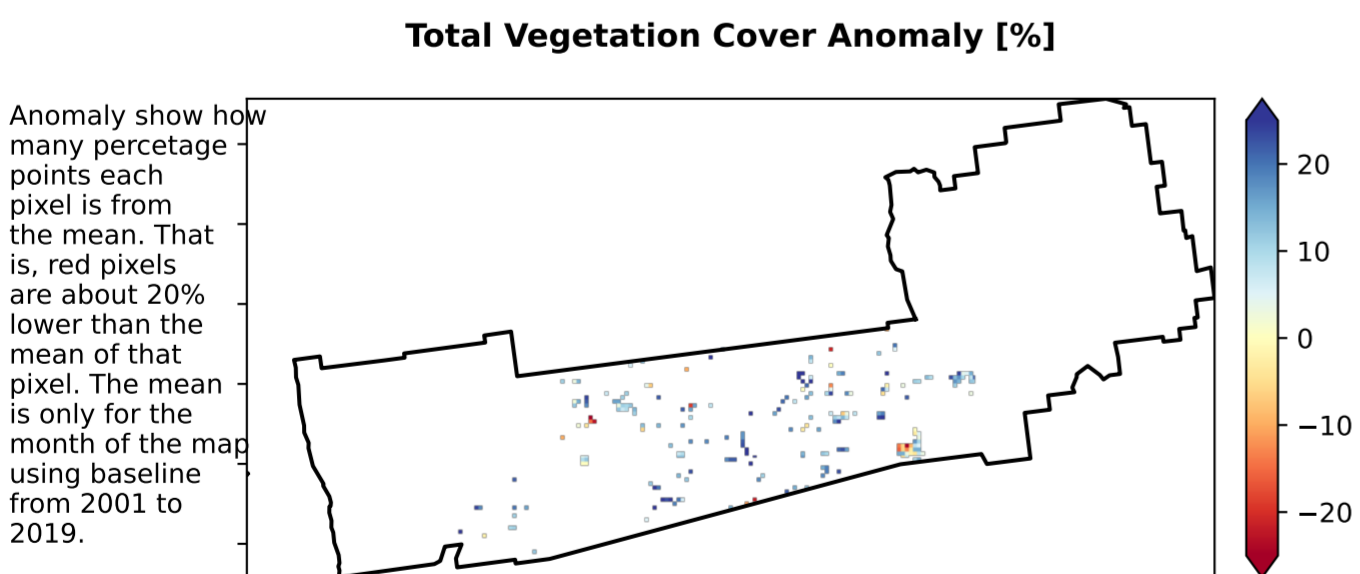 Total Vegetation Cover Anomaly [%]
Anomaly show how
many percetage
points each
pixel is from
the mean. That
is, red pixels
are about 20%
lower than the
mean of that
pixel. The mean
is only for the
month of the map
using baseline
from 2001 to
2019.
20
10
0
−10
−20